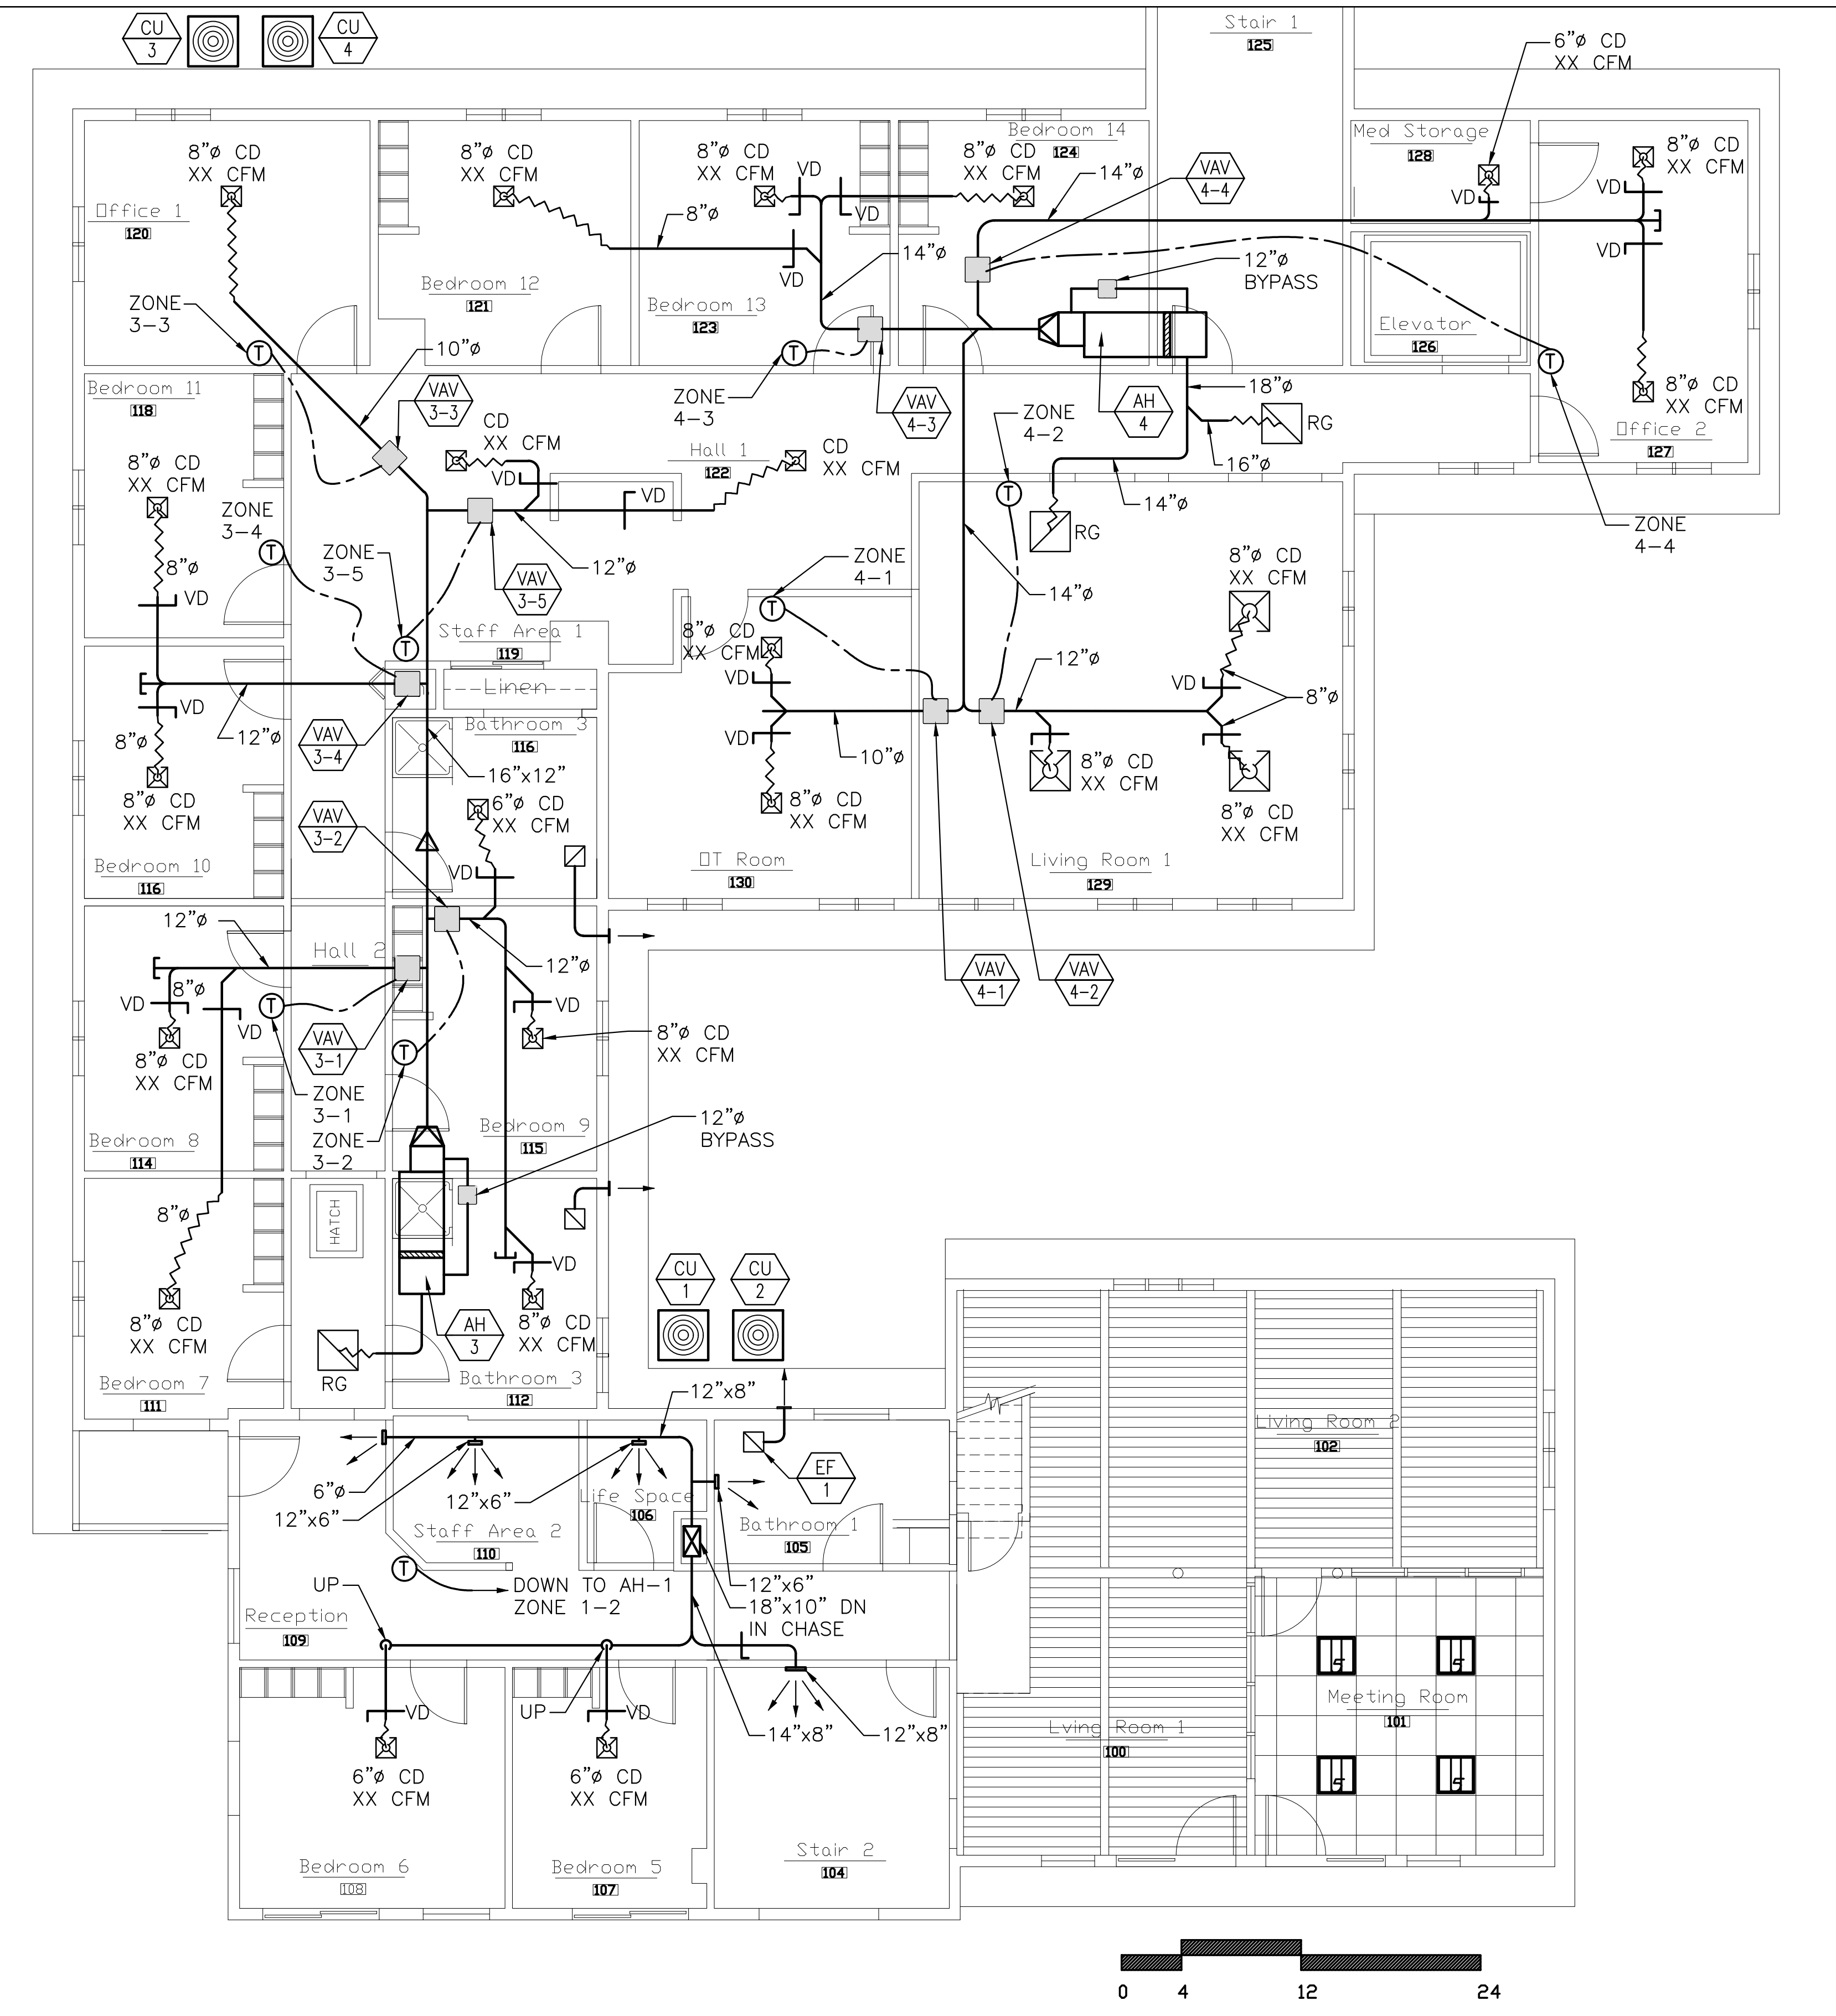 CU
3
CU
4
Stair 1
125
6"ø CD
XX CFM
8"ø CD
XX CFM
8"ø CD
XX CFM
8"ø CD
XX CFM
Bedroom 14
124
8"ø CD
XX CFM
14"ø
VAV
4-4
Med Storage
128
8"ø CD
XX CFM
VD
VD
VD
VD
Office 1
120
8"ø
VD
14"ø
VD
12"ø
BYPASS
Bedroom 12
121
Bedroom 13
123
ZONE
3-3
T
10"ø
T
ZONE
4-3
Elevator
126
T
Bedroom 11
118
VAV
3-3
VAV
4-3
AH
4
18"ø
RG
16"ø
8"ø CD
XX CFM
Office 2
127
CD
XX CFM
Hall 1
122
CD
XX CFM
ZONE
4-2
8"ø CD
XX CFM
VD
VD
T
14"ø
RG
ZONE
3-4
T
ZONE
3-5
12"ø
ZONE
4-4
ZONE
4-1
8"ø CD
XX CFM
8"ø
VD
VAV
3-5
14"ø
T
T
Staff Area 1
119
8"ø CD
XX CFM
12"ø
VD
VD
8"ø
Linen
VD
8"ø
12"ø
VAV
3-4
Bathroom 3
116
VD
10"ø
8"ø CD
XX CFM
8"ø CD
XX CFM
16"x12"
8"ø CD
XX CFM
6"ø CD
XX CFM
8"ø CD
XX CFM
VAV
3-2
Bedroom 10
116
VD
OT Room
130
Living Room 1
129
12"ø
Hall 2
12"ø
VAV
4-1
VAV
4-2
8"ø
VD
VD
T
VD
8"ø CD
XX CFM
VAV
3-1
T
8"ø CD
XX CFM
ZONE
3-1
ZONE
3-2
Bedroom 8
114
Bedroom 9
115
12"ø
BYPASS
8"ø
HATCH
VD
CU
1
CU
2
8"ø CD
XX CFM
AH
3
8"ø CD
XX CFM
RG
Bedroom 7
111
Bathroom 3
112
12"x8"
Living Room 2
102
6"ø
12"x6"
12"x6"
Life Space
106
EF
1
Staff Area 2
110
Bathroom 1
105
T
DOWN TO AH-1
ZONE 1-2
UP
12"x6"
18"x10" DN
IN CHASE
Reception
109
5
5
VD
UP
VD
14"x8"
12"x8"
Meeting Room
101
Lving Room 1
100
5
5
6"ø CD
XX CFM
6"ø CD
XX CFM
Bedroom 6
108
Bedroom 5
107
Stair 2
104
0 4 12 24